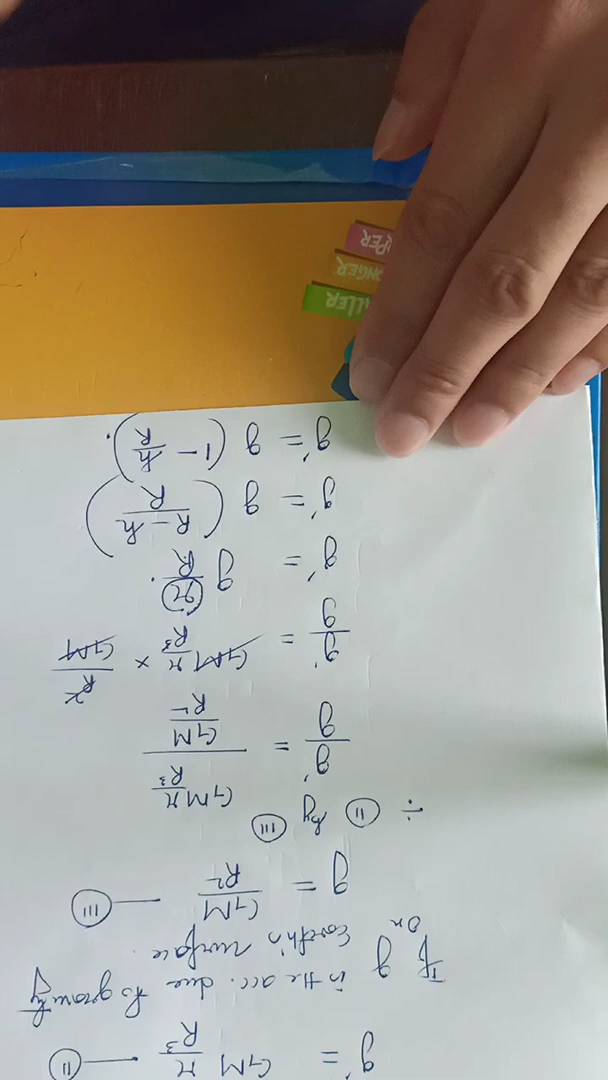 g' = GM r/R³ — (ii)
If g is the acc. due to gravity
on Earth's surface.
g = GM/R² — (iii)
÷ (ii) by (iii)
g'/g = (GM r/R³)/(GM/R²)
g'/g = GM r/R³ × R²/GM
g' = g r/R.
g' = g (R-h/R)
g' = g (1 - h/R).